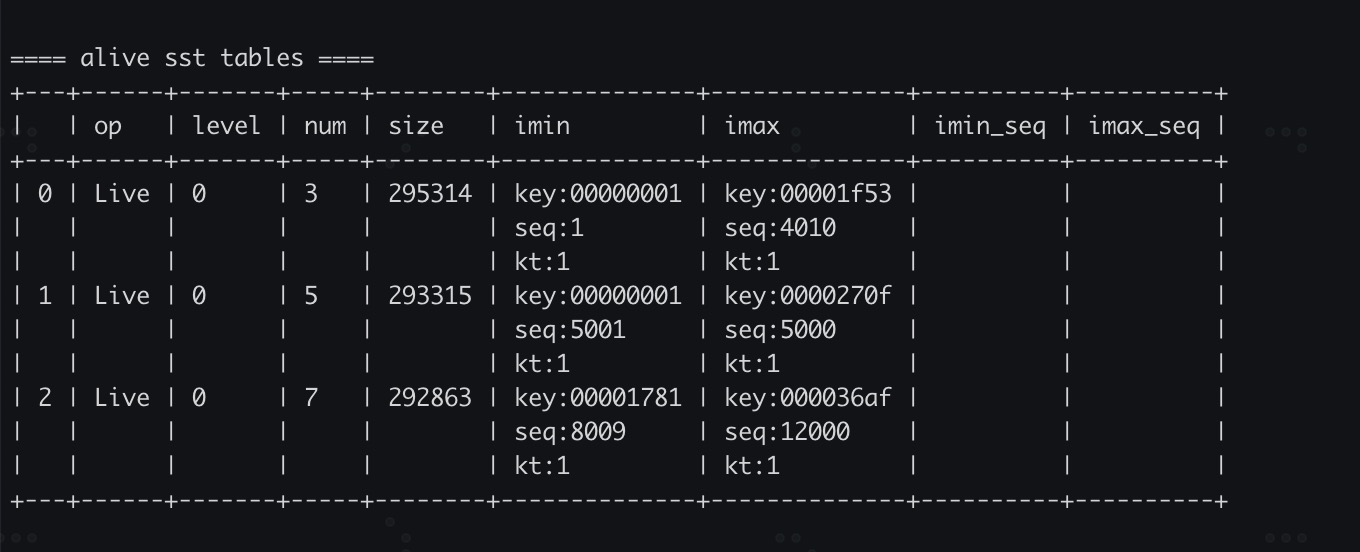 ==== alive sst tables ====
+---+------+-------+-----+--------+--------------+--------------+----------+----------+
|   | op   | level | num | size   | imin         | imax         | imin_seq | imax_seq |
+---+------+-------+-----+--------+--------------+--------------+----------+----------+
| 0 | Live | 0     | 3   | 295314 | key:00000001 | key:00001f53 |          |          |
|   |      |       |     |        | seq:1        | seq:4010     |          |          |
|   |      |       |     |        | kt:1         | kt:1         |          |          |
| 1 | Live | 0     | 5   | 293315 | key:00000001 | key:0000270f |          |          |
|   |      |       |     |        | seq:5001     | seq:5000     |          |          |
|   |      |       |     |        | kt:1         | kt:1         |          |          |
| 2 | Live | 0     | 7   | 292863 | key:00001781 | key:000036af |          |          |
|   |      |       |     |        | seq:8009     | seq:12000    |          |          |
|   |      |       |     |        | kt:1         | kt:1         |          |          |
+---+------+-------+-----+--------+--------------+--------------+----------+----------+